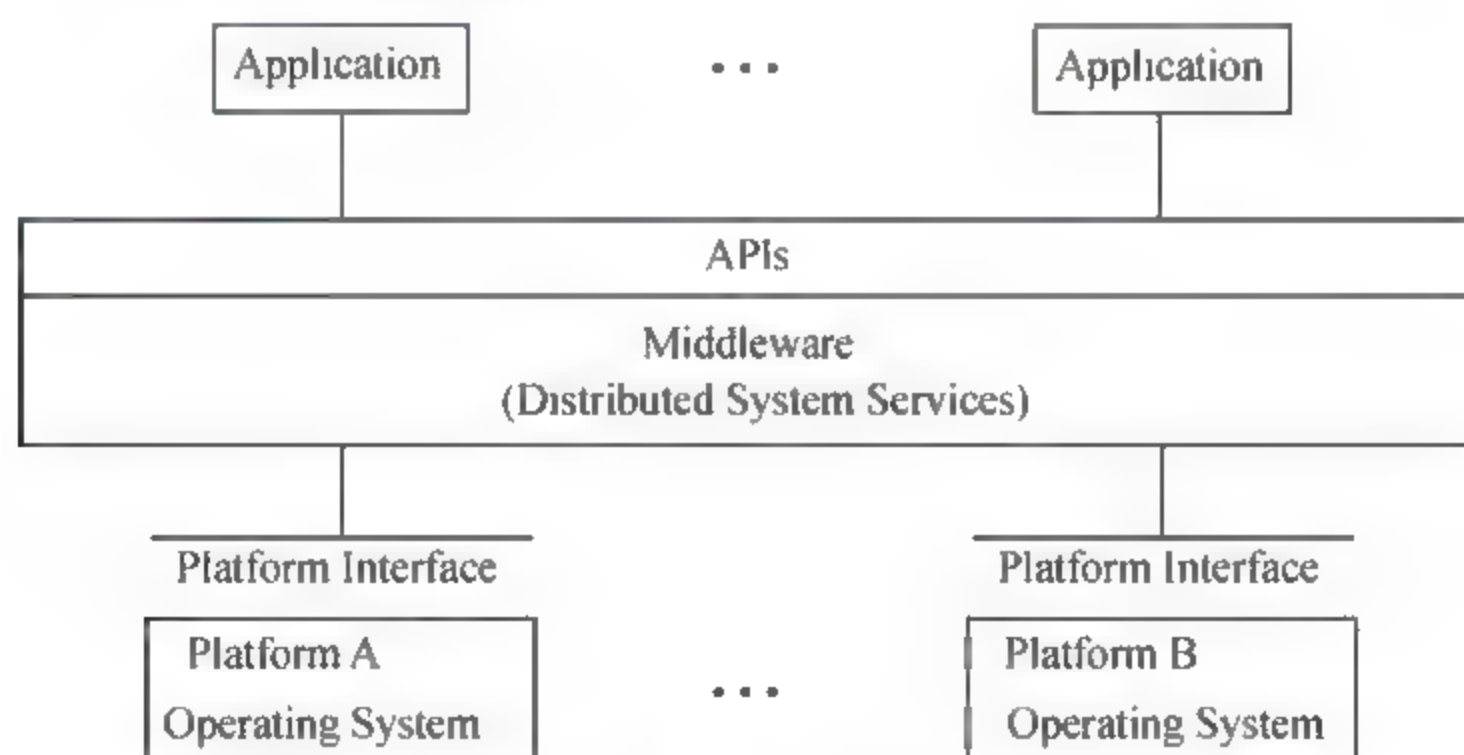 Application ... Application
APIs
Middleware
(Distributed System Services)
Platform Interface Platform Interface
Platform A Platform B
... 
Operating System Operating System